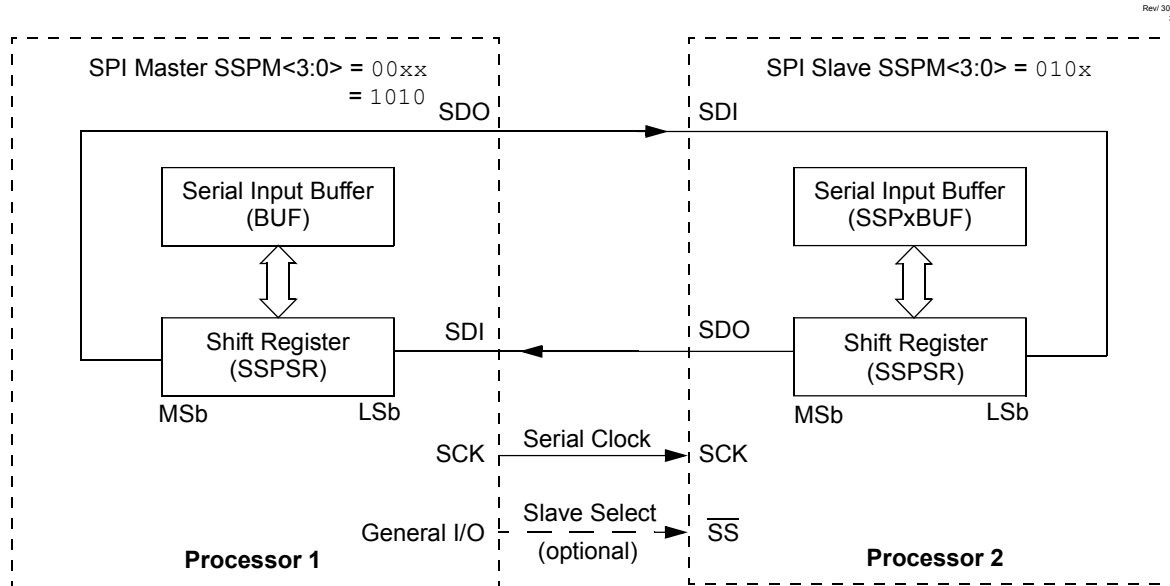 Rev/ 30
SPI Master SSPM<3:0> = 00xx
= 1010
SPI Slave SSPM<3:0> = 010x
SDO
SDI
Serial Input Buffer
(BUF)
Serial Input Buffer
(SSPxBUF)
SDI
SDO
Shift Register
(SSPSR)
Shift Register
(SSPSR)
MSb
LSb
MSb
LSb
SCK
Serial Clock
SCK
General I/O
Slave Select
(optional)
SS
Processor 1
Processor 2